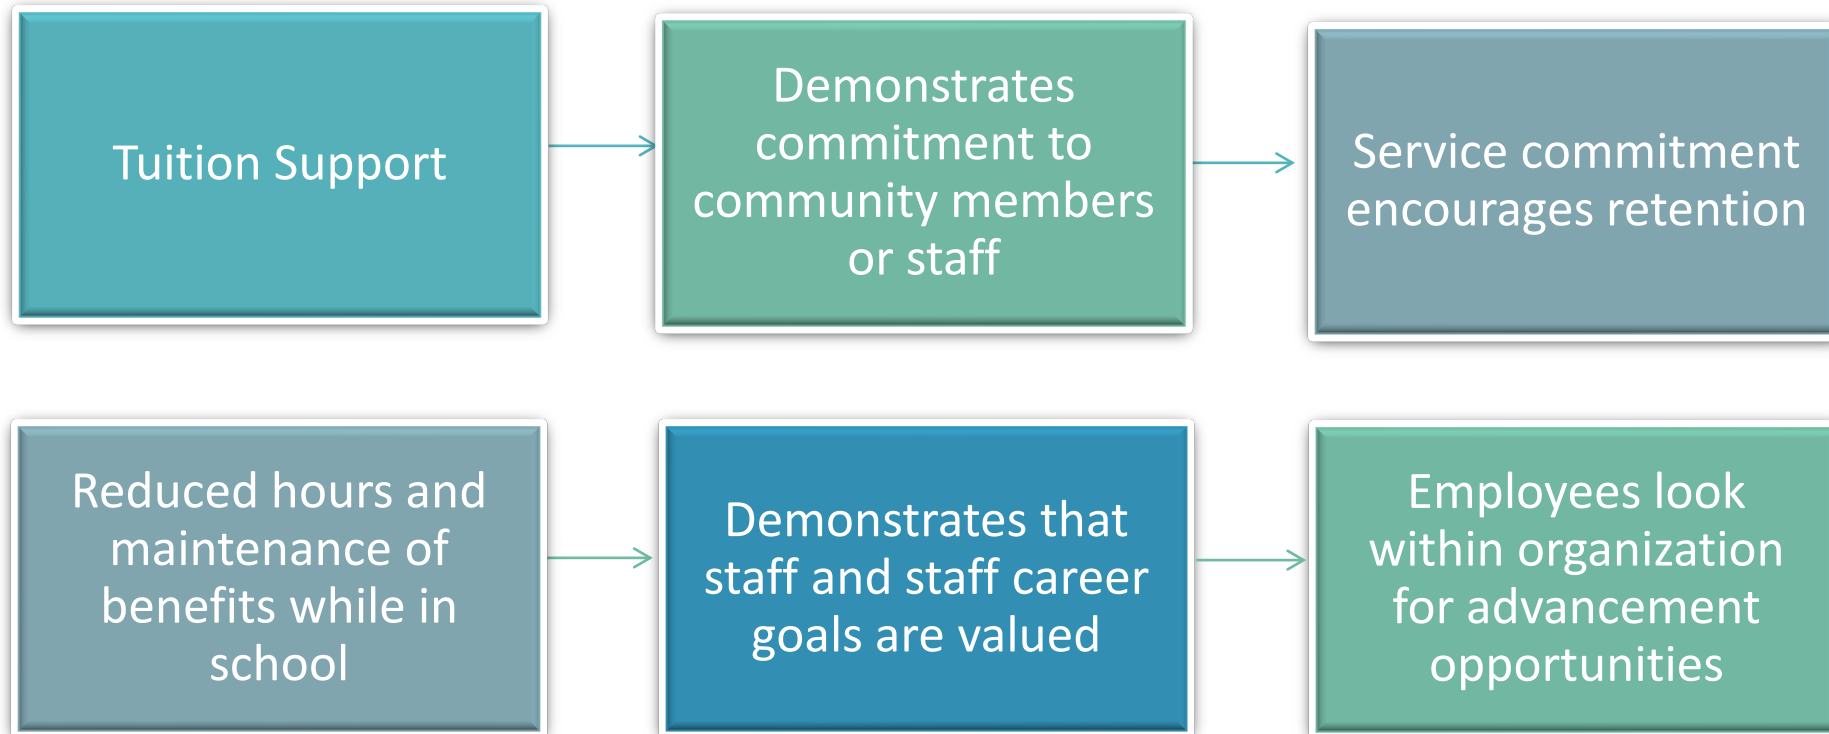 Tuition Support
Demonstrates
commitment to
community members
or staff
Service commitment
encourages retention
Reduced hours and
maintenance of
benefits while in
school
Demonstrates that
staff and staff career
goals are valued
Employees look
within organization
for advancement
opportunities